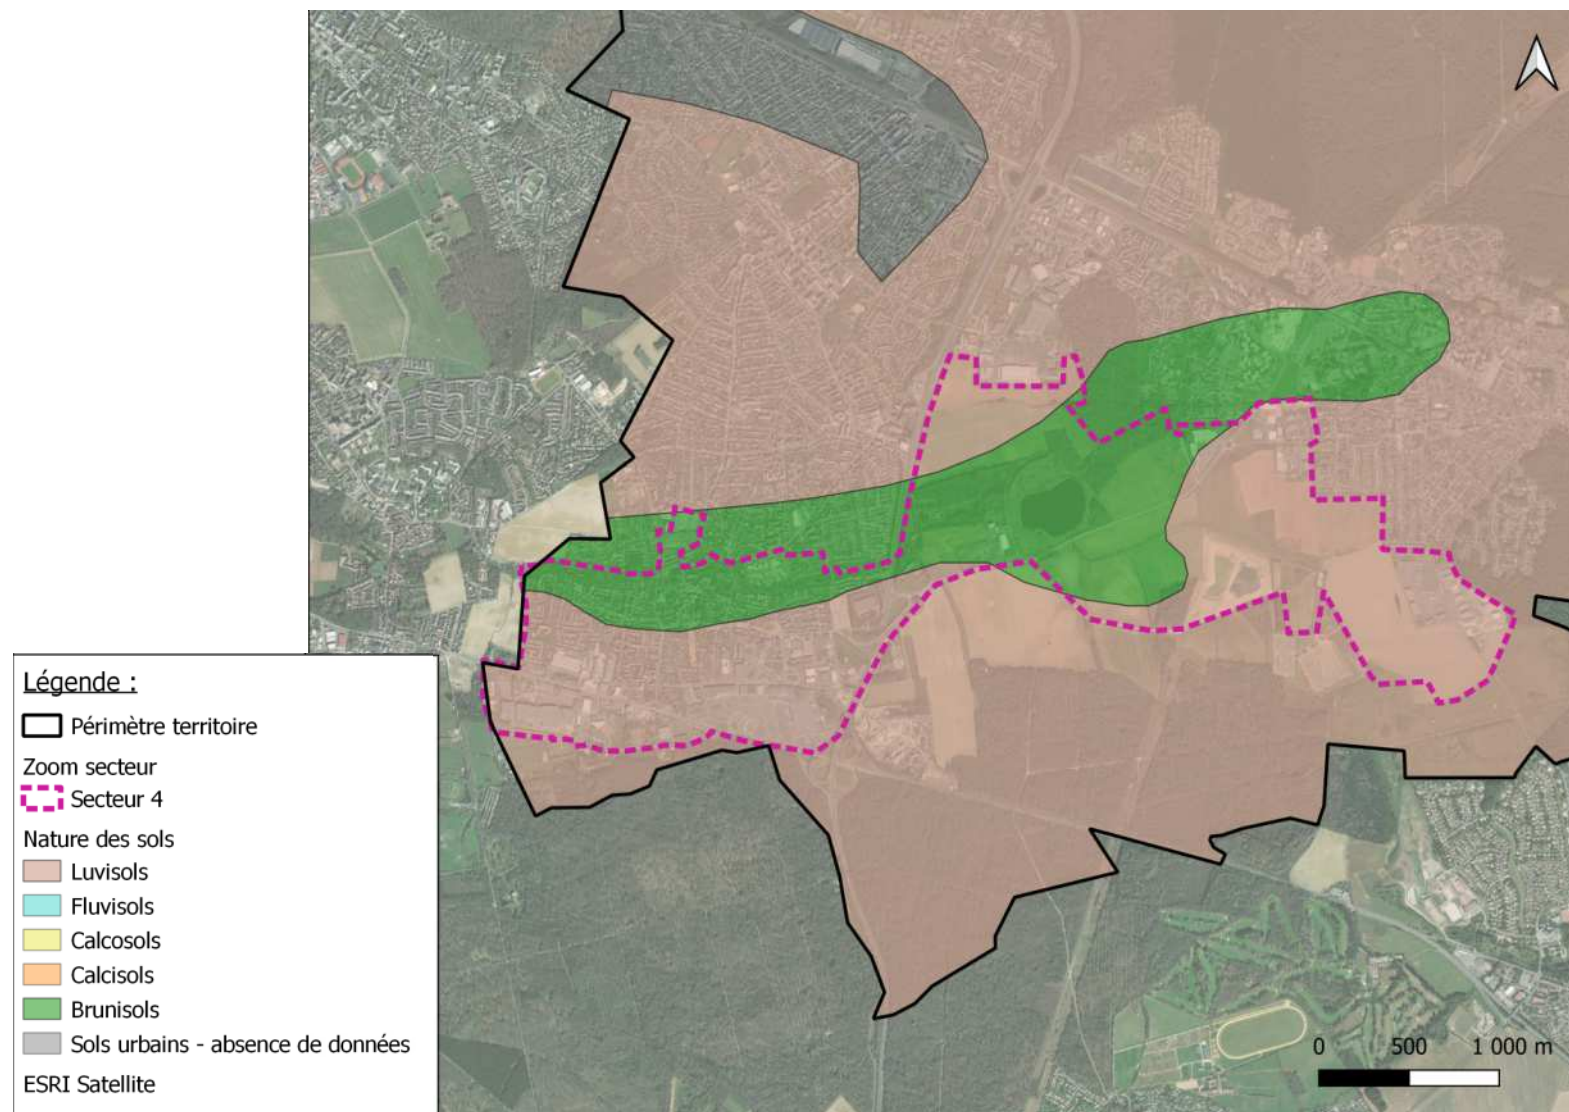 Légende :
Périmètre territoire
Zoom secteur
Secteur 4
Nature des sols
Luvisols
Fluvisols
Calcosols
Calcisols
Brunisols
Sols urbains - absence de données
ESRI Satellite
0 500 1 000 m